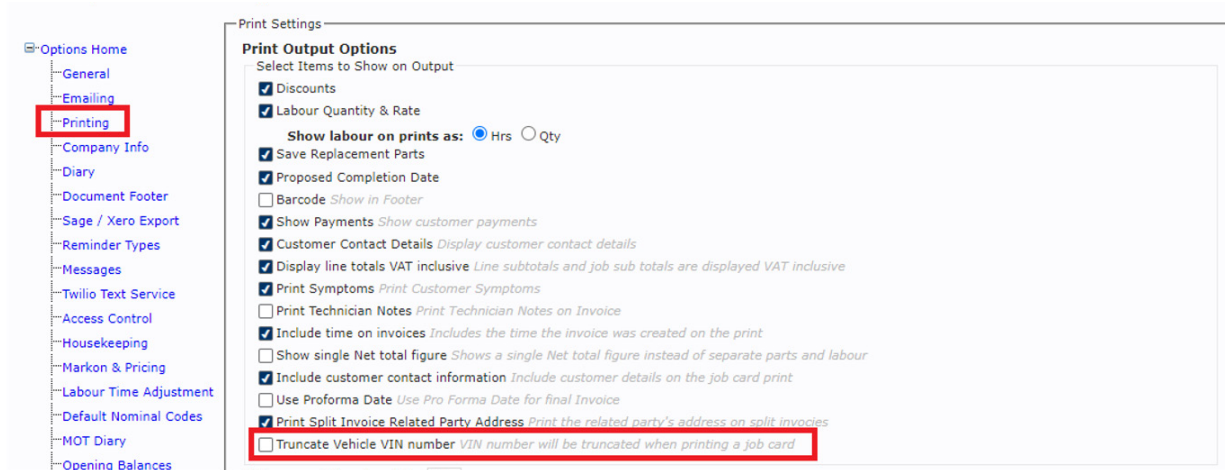 Options Home
General
Emailing
Printing
Company Info
Diary
Document Footer
Sage / Xero Export
Reminder Types
Messages
Twilio Text Service
Access Control
Housekeeping
Markon & Pricing
Labour Time Adjustment
Default Nominal Codes
MOT Diary
Opening Balances
Print Settings
Print Output Options
Select Items to Show on Output
Discounts
Labour Quantity & Rate
Show labour on prints as: Hrs Qty
Save Replacement Parts
Proposed Completion Date
Barcode Show in Footer
Show Payments Show customer payments
Customer Contact Details Display customer contact details
Display line totals VAT inclusive Line subtotals and job sub totals are displayed VAT inclusive
Print Symptoms Print Customer Symptoms
Print Technician Notes Print Technician Notes on Invoice
Include time on invoices Includes the time the invoice was created on the print
Show single Net total figure Shows a single Net total figure instead of separate parts and labour
Include customer contact information Include customer details on the job card print
Use Proforma Date Use Pro Forma Date for final Invoice
Print Split Invoice Related Party Address Print the related party's address on split invocies
Truncate Vehicle VIN number VIN number will be truncated when printing a job card